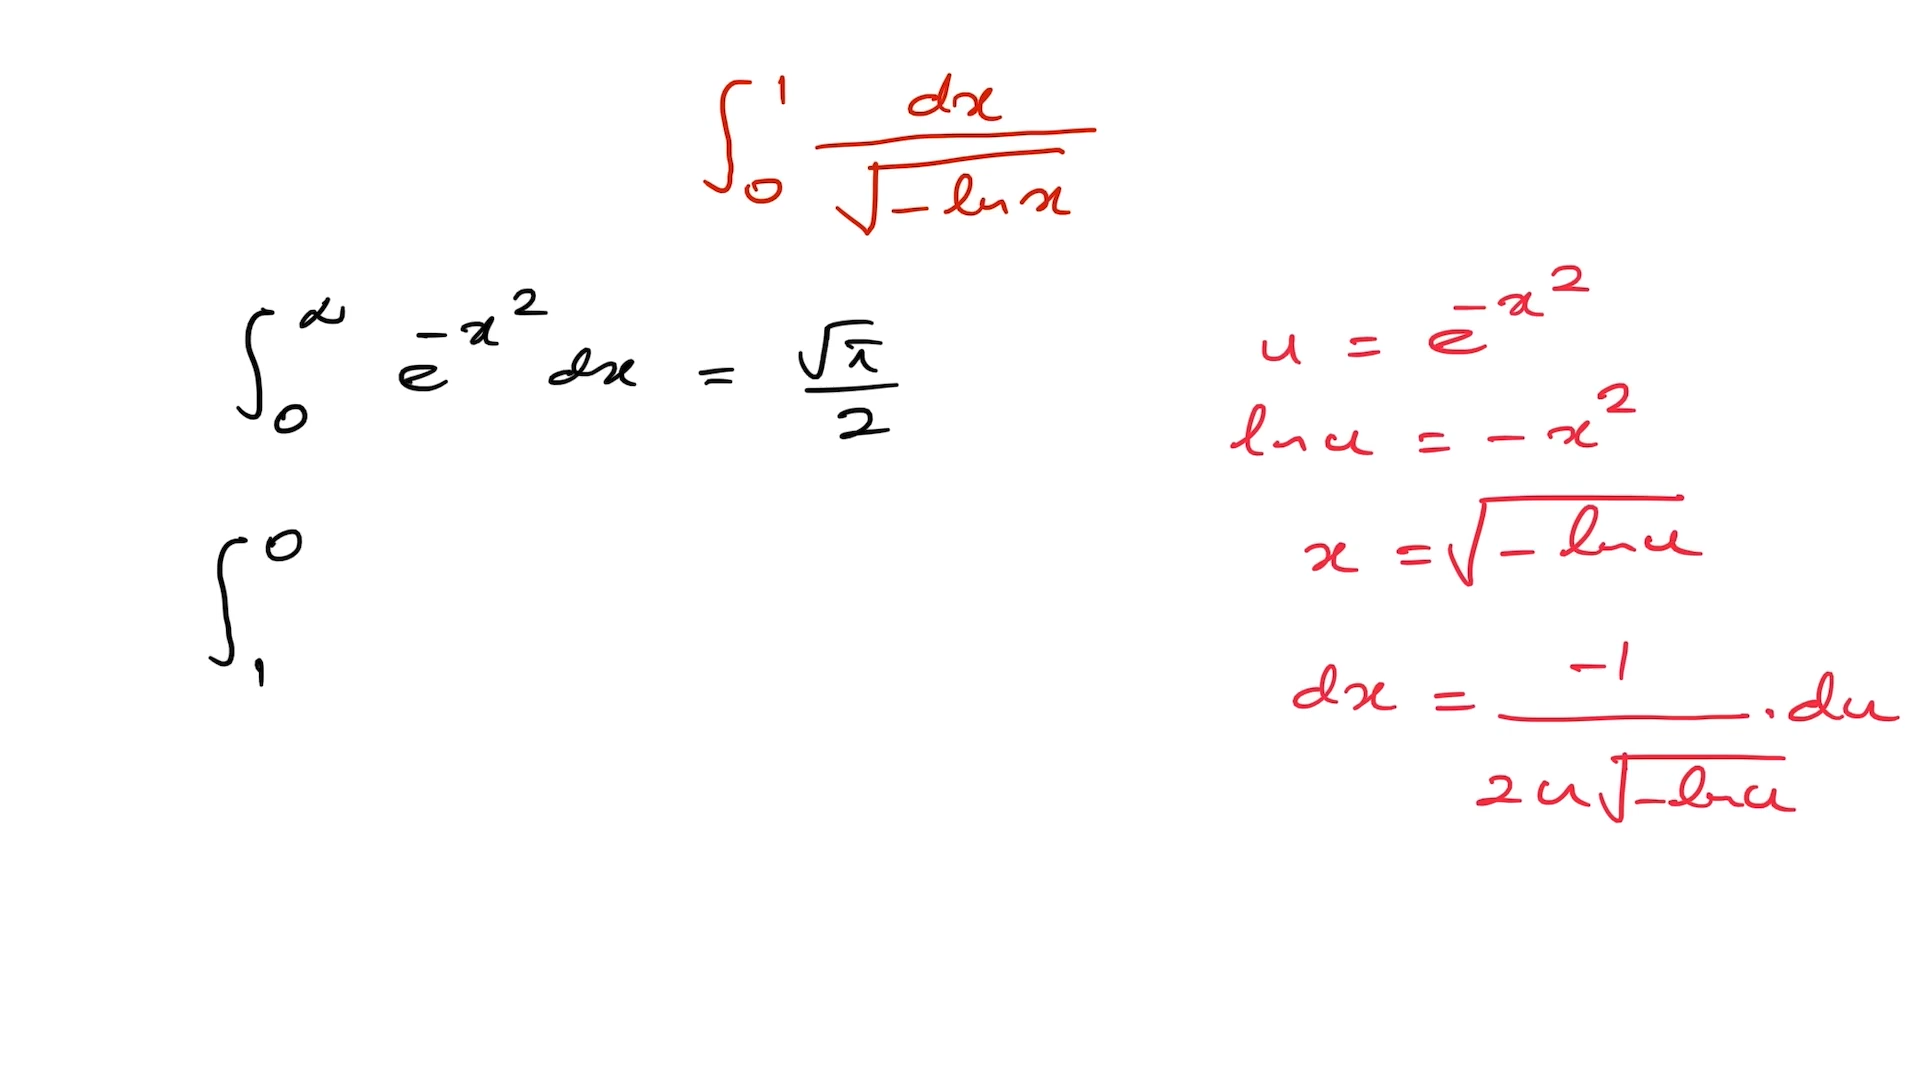 ∫₀¹ dx / √(-ln x)
∫₀^∞ e^(-x²) dx = √π / 2
∫₁⁰
u = e^(-x²)
ln u = -x²
x = √(-ln u)
dx = -1 / (2u√(-ln u)) . du